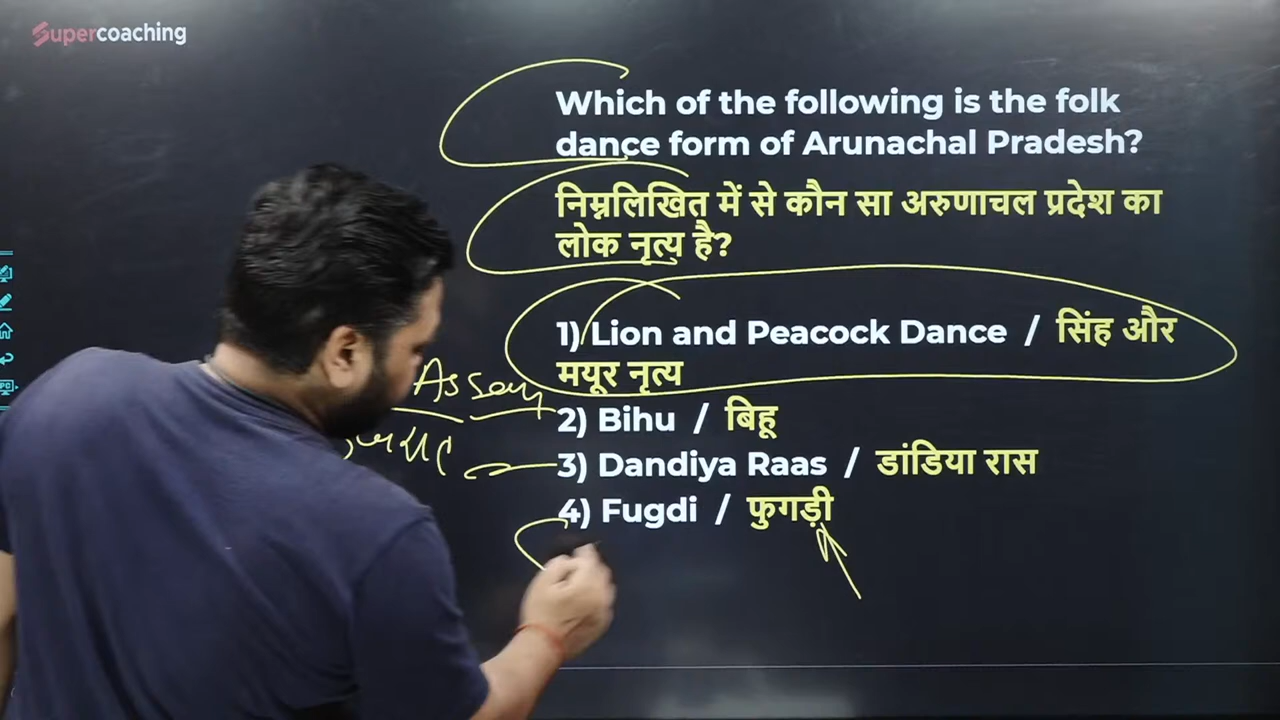 Supercoaching
Which of the following is the folk
dance form of Arunachal Pradesh?
निम्नलिखित में से कौन सा अरुणाचल प्रदेश का
लोक नृत्य है?
1) Lion and Peacock Dance / सिंह और
मयूर नृत्य
Assam
2) Bihu / बिहू
3) Dandiya Raas / डांडिया रास
4) Fugdi / फुगड़ी